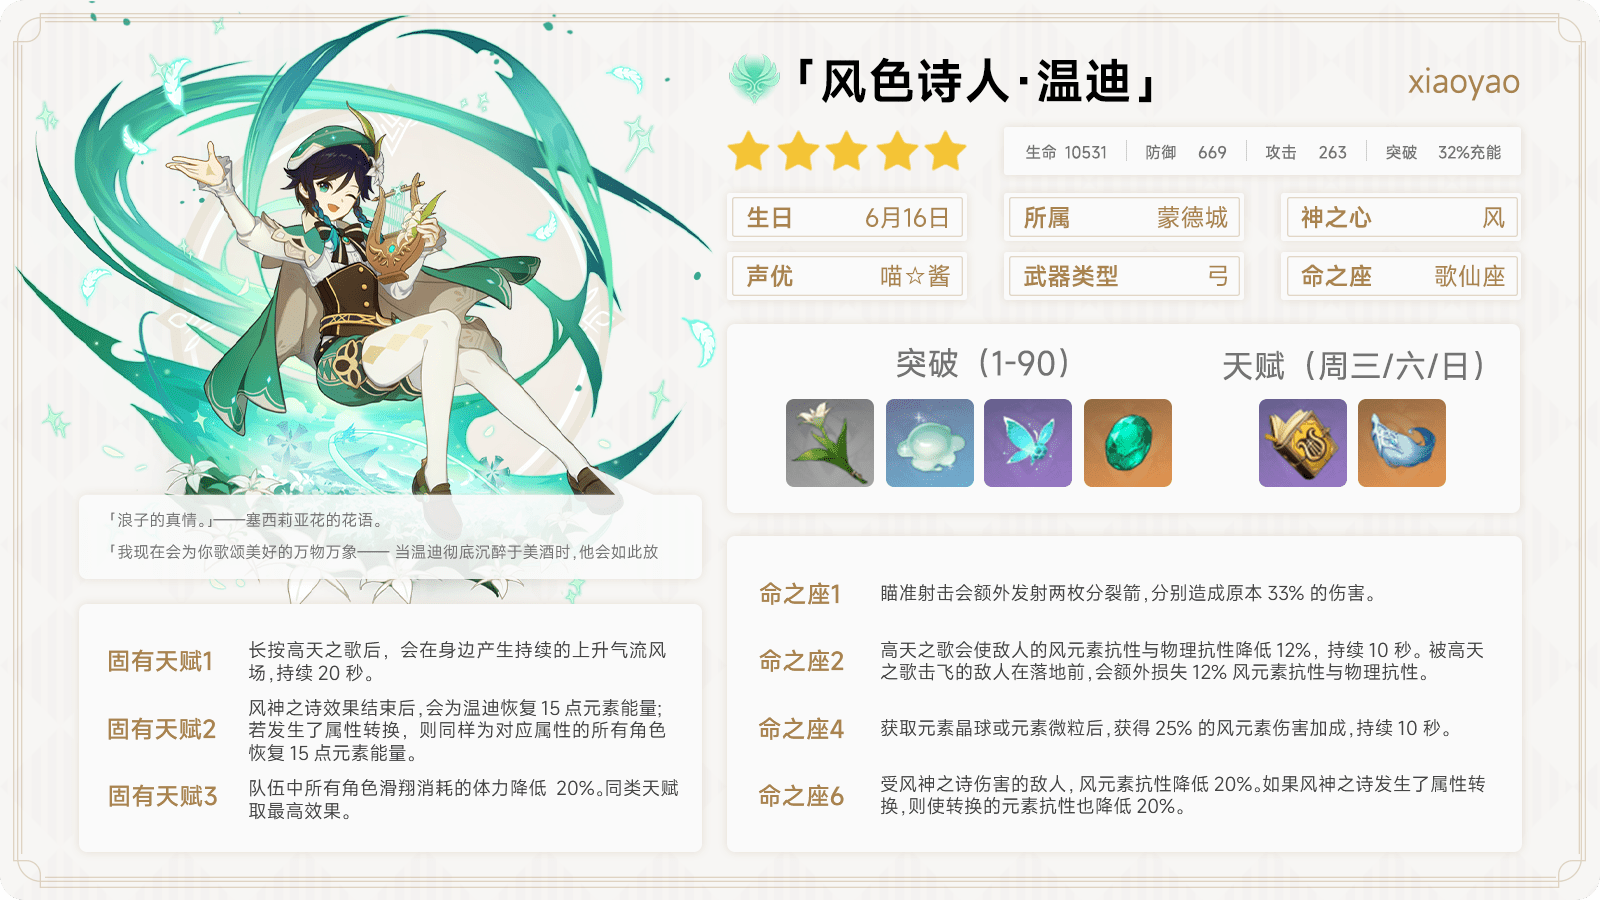 「风色诗人·温迪」
xiaoyao
生命 10531 防御 669 攻击 263 突破 32%充能
生日 6月16日 所属 蒙德城 神之心 风
声优 喵☆酱 武器类型 弓 命之座 歌仙座
突破（1-90）
天赋（周三/六/日）
「浪子的真情。」——塞西莉亚花的花语。
「我现在会为你歌颂美好的万物万象—— 当温迪彻底沉醉于美酒时,他会如此放
固有天赋1
长按高天之歌后，会在身边产生持续的上升气流风
场,持续 20 秒。
固有天赋2
风神之诗效果结束后,会为温迪恢复 15 点元素能量;
若发生了属性转换，则同样为对应属性的所有角色
恢复 15 点元素能量。
固有天赋3
队伍中所有角色滑翔消耗的体力降低 20%。同类天赋
取最高效果。
命之座1
瞄准射击会额外发射两枚分裂箭,分别造成原本 33% 的伤害。
命之座2
高天之歌会使敌人的风元素抗性与物理抗性降低 12%，持续 10 秒。被高天
之歌击飞的敌人在落地前,会额外损失 12% 风元素抗性与物理抗性。
命之座4
获取元素晶球或元素微粒后,获得 25% 的风元素伤害加成,持续 10 秒。
命之座6
受风神之诗伤害的敌人，风元素抗性降低 20%。如果风神之诗发生了属性转
换,则使转换的元素抗性也降低 20%。